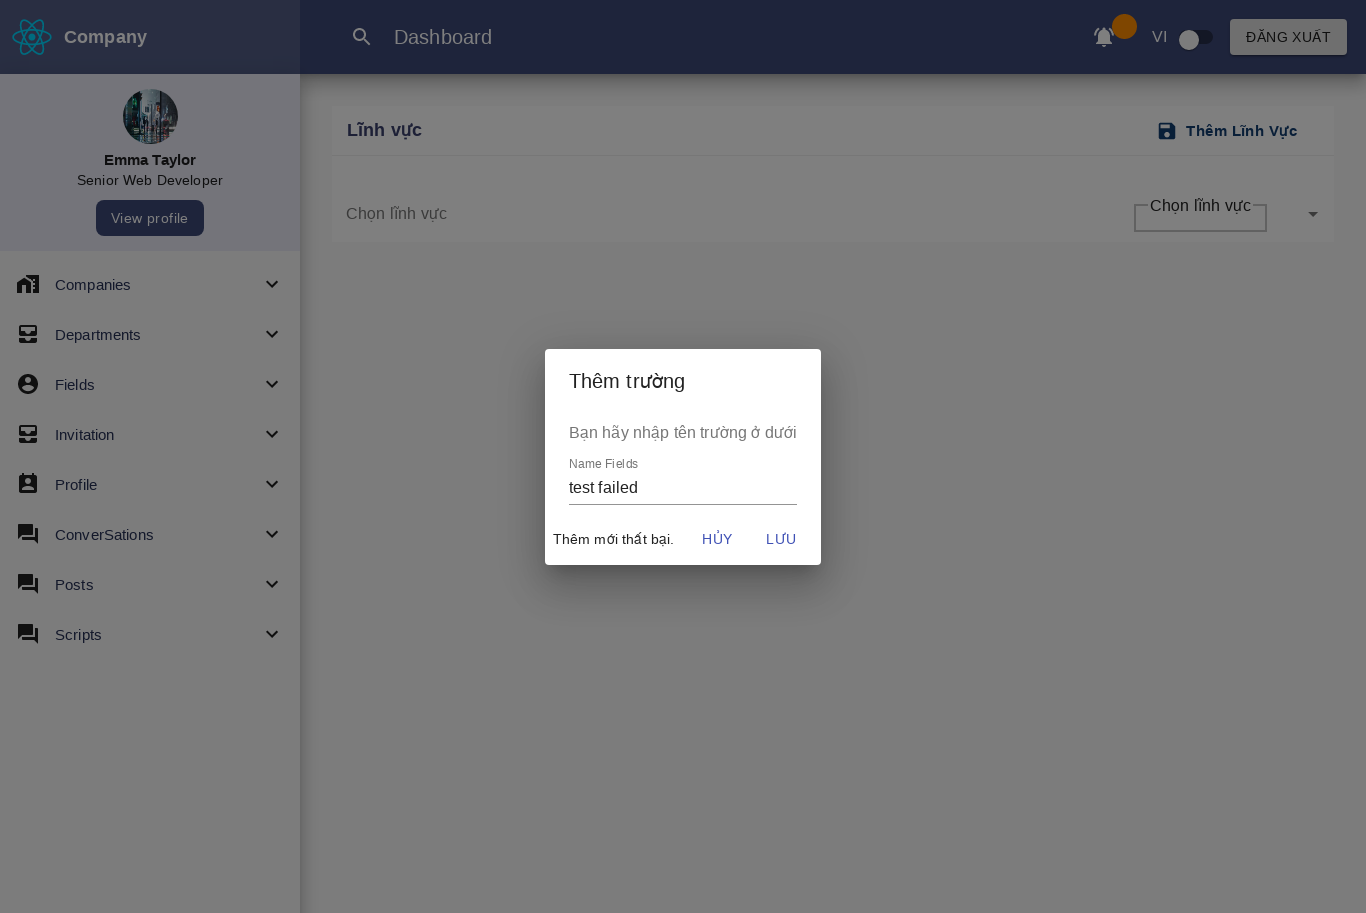 Company
Dashboard
VI
ĐĂNG XUẤT
Emma Taylor
Senior Web Developer
View profile
Companies
Departments
Fields
Invitation
Profile
ConverSations
Posts
Scripts
Lĩnh vực
Thêm Lĩnh Vực
Chọn lĩnh vực
Chọn lĩnh vực
Thêm trường
Bạn hãy nhập tên trường ở dưới
Name Fields
test failed
Thêm mới thất bại.
HỦY
LƯU